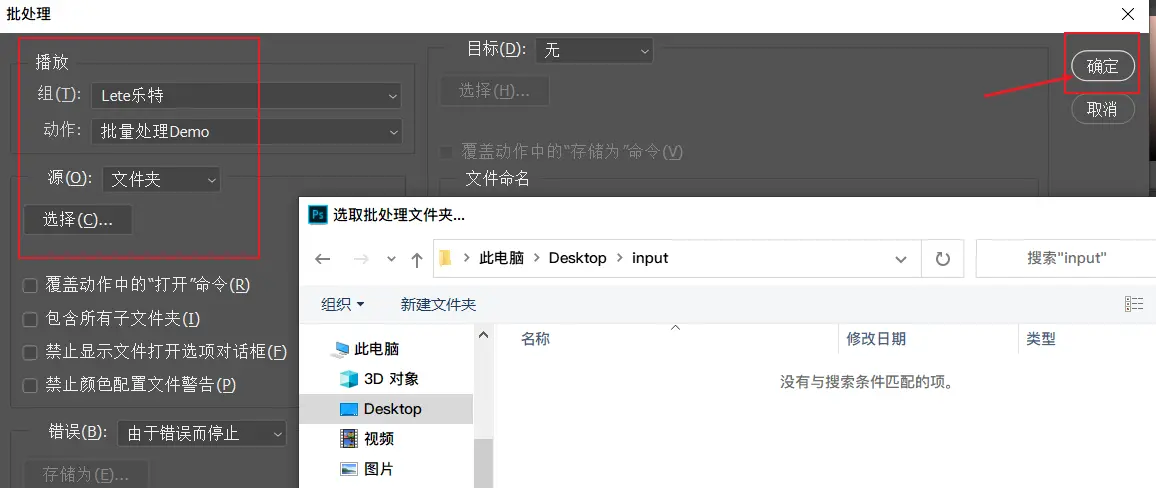 批处理
播放
组(T): Lete乐特
动作: 批量处理Demo
源(O): 文件夹
选择(C)...
覆盖动作中的“打开”命令(R)
包含所有子文件夹(I)
禁止显示文件打开选项对话框(F)
禁止颜色配置文件警告(P)
错误(B): 由于错误而停止
存储为(E)...
目标(D): 无
选择(H)...
覆盖动作中的“存储为”命令(V)
文件命名
确定
取消
Ps 选取批处理文件夹...
此电脑 Desktop input
搜索"input"
组织 新建文件夹
此电脑
3D 对象
Desktop
视频
图片
名称 修改日期 类型
没有与搜索条件匹配的项。